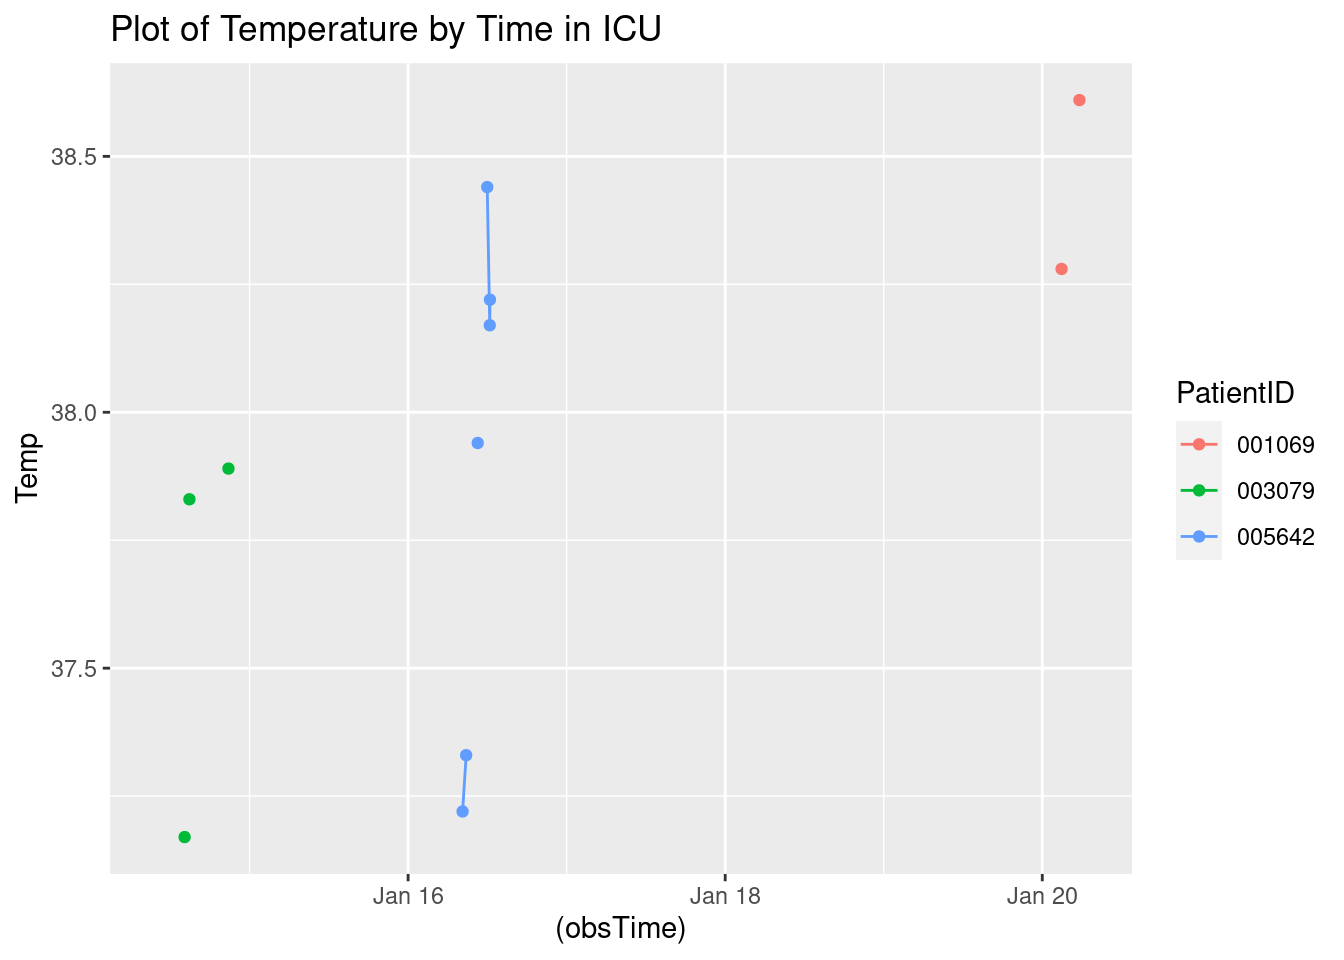 Plot of Temperature by Time in ICU
38.5
38.0
37.5
Temp
Jan 16
Jan 18
Jan 20
(obsTime)
PatientID
001069
003079
005642